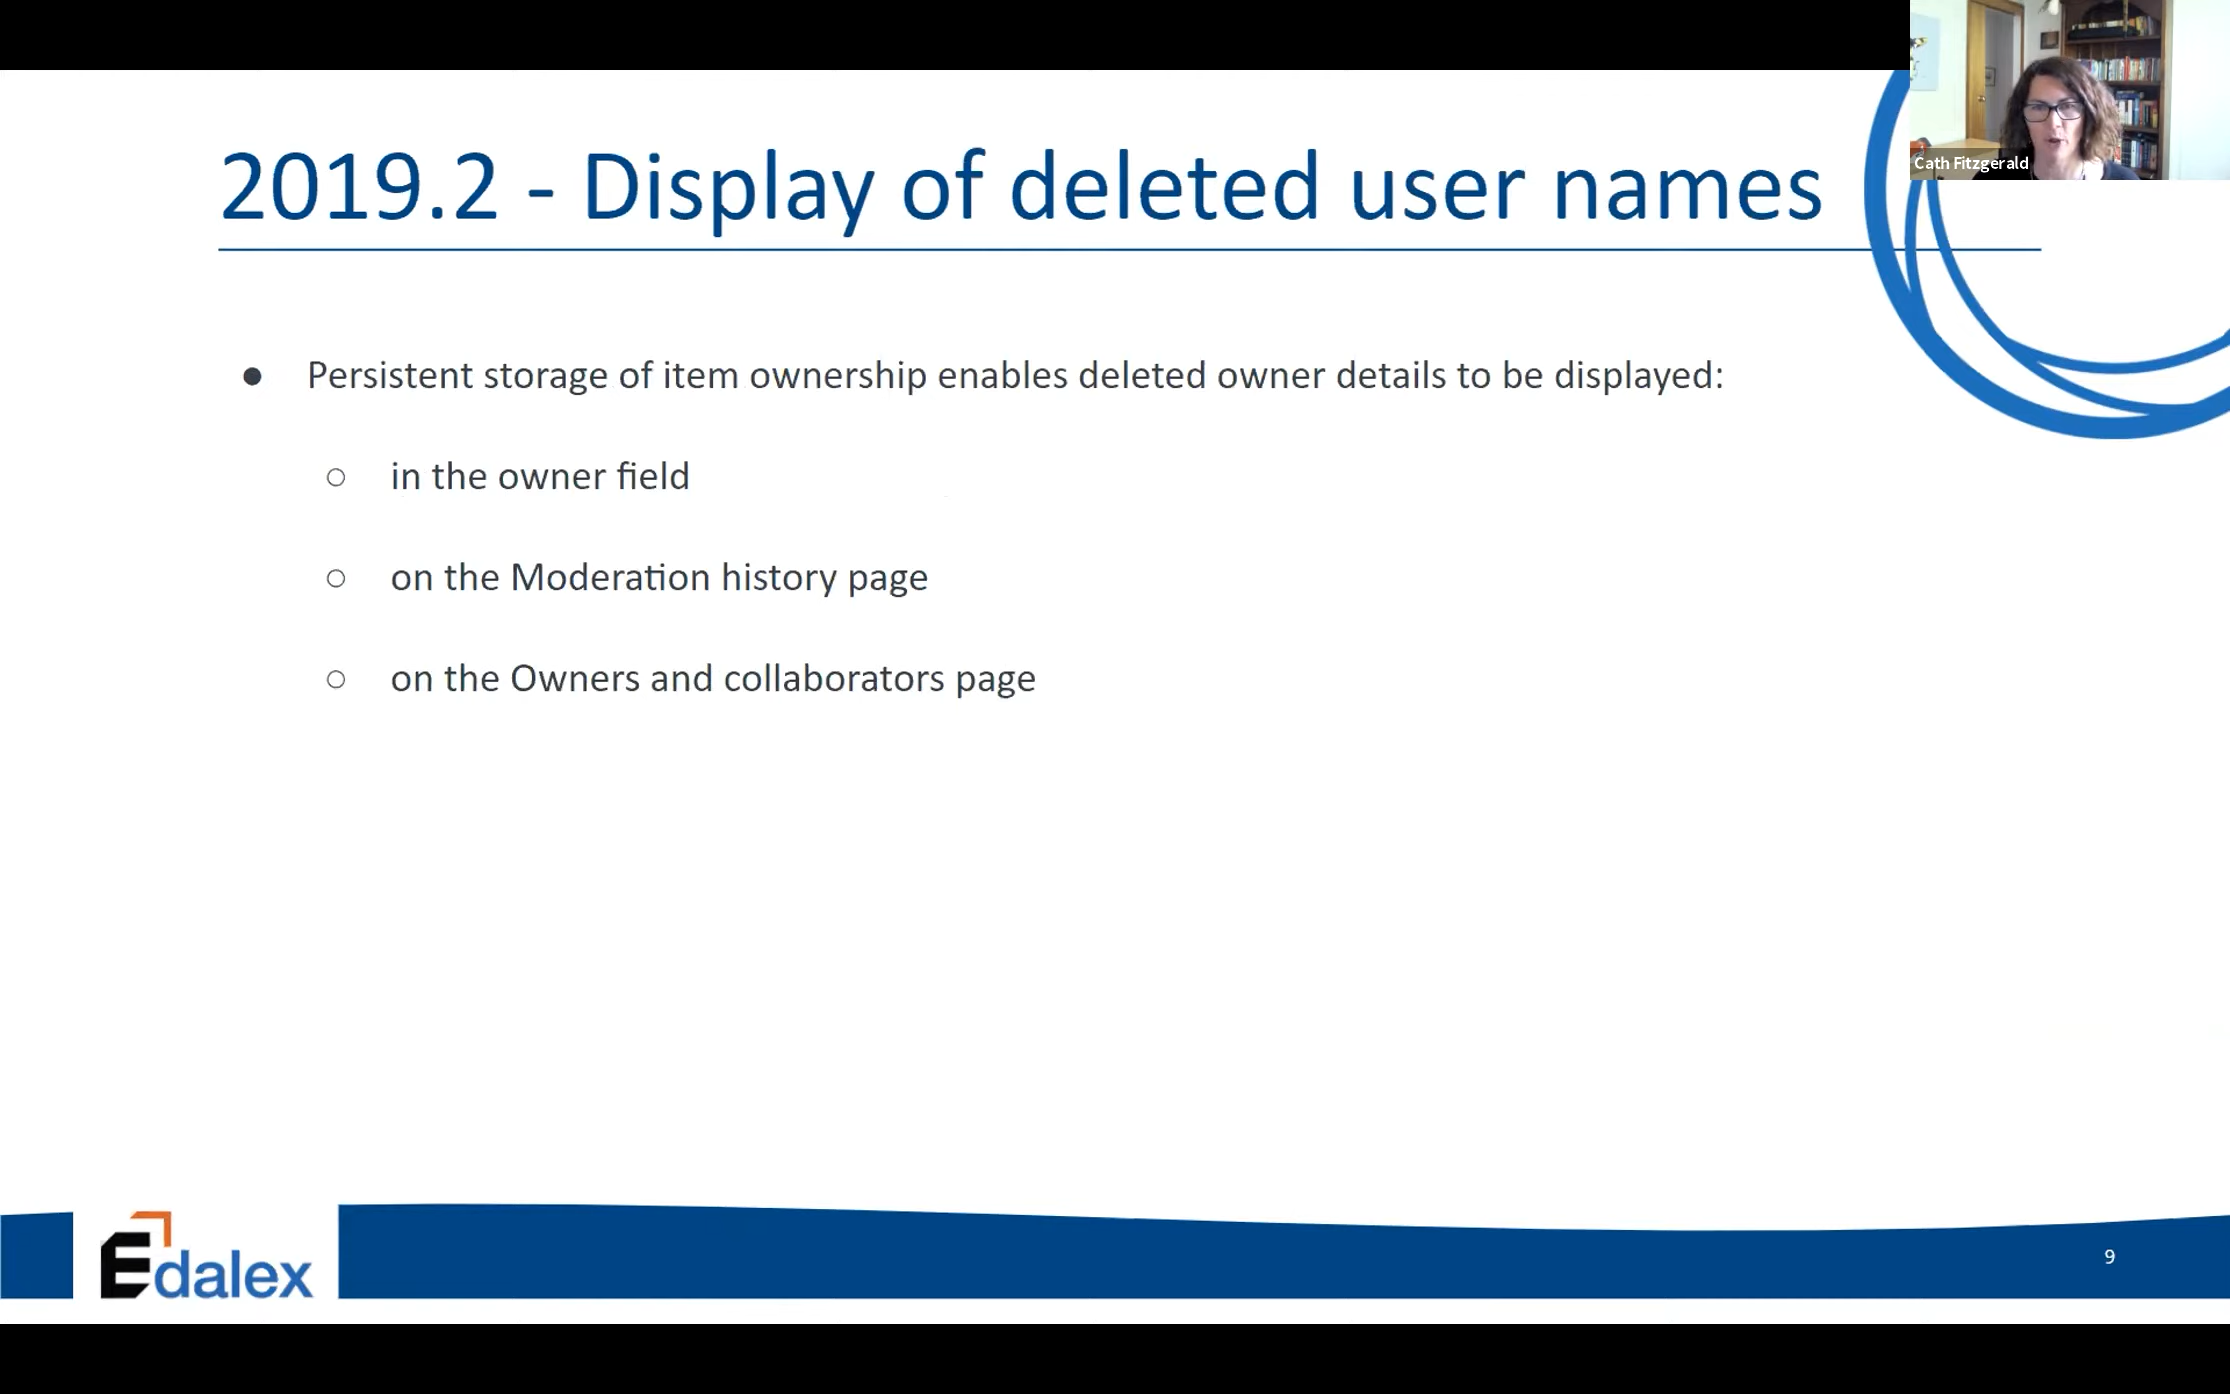 Cath Fitzgerald
2019.2 - Display of deleted user names
● Persistent storage of item ownership enables deleted owner details to be displayed:
○ in the owner field
○ on the Moderation history page
○ on the Owners and collaborators page
Edalex
9